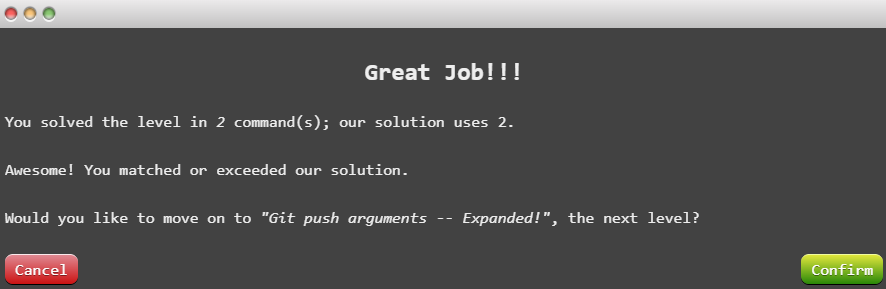 Great Job!!!
You solved the level in 2 command(s); our solution uses 2.
Awesome! You matched or exceeded our solution.
Would you like to move on to "Git push arguments -- Expanded!", the next level?
Cancel
Confirm